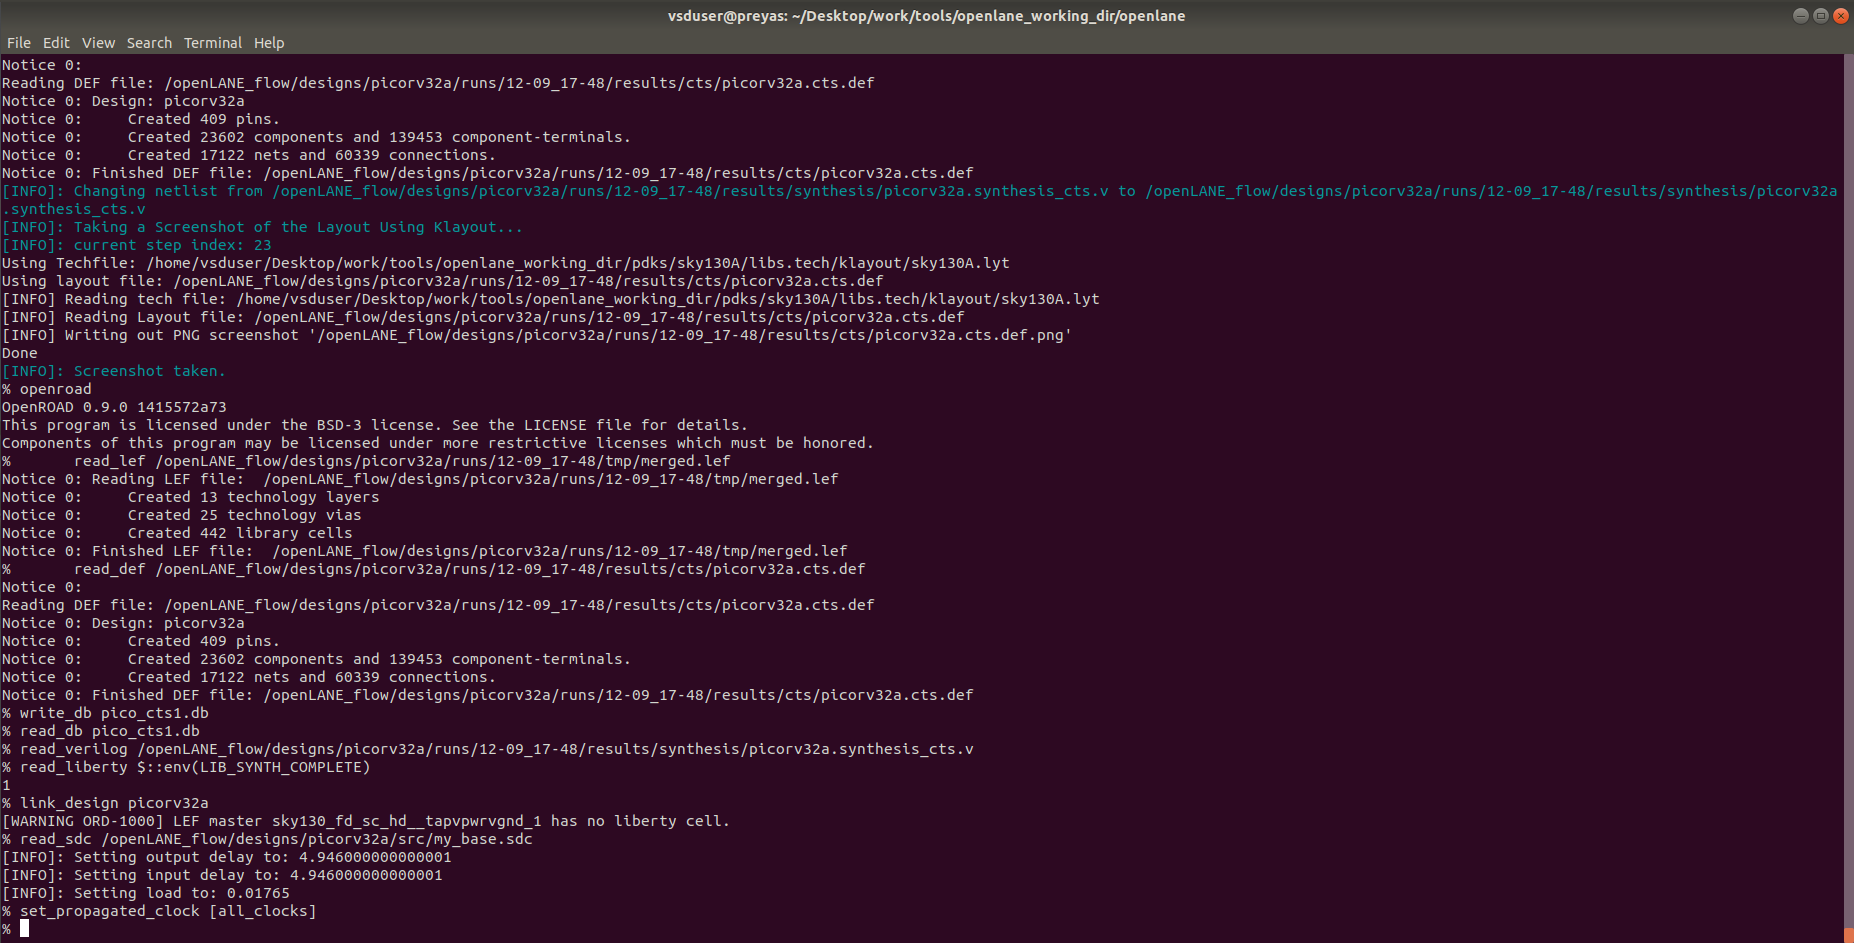 vsduser@preyas: ~/Desktop/work/tools/openlane_working_dir/openlane
File Edit View Search Terminal Help
Notice 0:
Reading DEF file: /openLANE_flow/designs/picorv32a/runs/12-09_17-48/results/cts/picorv32a.cts.def
Notice 0: Design: picorv32a
Notice 0:     Created 409 pins.
Notice 0:     Created 23602 components and 139453 component-terminals.
Notice 0:     Created 17122 nets and 60339 connections.
Notice 0: Finished DEF file: /openLANE_flow/designs/picorv32a/runs/12-09_17-48/results/cts/picorv32a.cts.def
[INFO]: Changing netlist from /openLANE_flow/designs/picorv32a/runs/12-09_17-48/results/synthesis/picorv32a.synthesis_cts.v to /openLANE_flow/designs/picorv32a/runs/12-09_17-48/results/synthesis/picorv32a
.synthesis_cts.v
[INFO]: Taking a Screenshot of the Layout Using Klayout...
[INFO]: current step index: 23
Using Techfile: /home/vsduser/Desktop/work/tools/openlane_working_dir/pdks/sky130A/libs.tech/klayout/sky130A.lyt
Using layout file: /openLANE_flow/designs/picorv32a/runs/12-09_17-48/results/cts/picorv32a.cts.def
[INFO] Reading tech file: /home/vsduser/Desktop/work/tools/openlane_working_dir/pdks/sky130A/libs.tech/klayout/sky130A.lyt
[INFO] Reading Layout file: /openLANE_flow/designs/picorv32a/runs/12-09_17-48/results/cts/picorv32a.cts.def
[INFO] Writing out PNG screenshot '/openLANE_flow/designs/picorv32a/runs/12-09_17-48/results/cts/picorv32a.cts.def.png'
Done
[INFO]: Screenshot taken.
% openroad
OpenROAD 0.9.0 1415572a73
This program is licensed under the BSD-3 license. See the LICENSE file for details.
Components of this program may be licensed under more restrictive licenses which must be honored.
%       read_lef /openLANE_flow/designs/picorv32a/runs/12-09_17-48/tmp/merged.lef
Notice 0: Reading LEF file:  /openLANE_flow/designs/picorv32a/runs/12-09_17-48/tmp/merged.lef
Notice 0:     Created 13 technology layers
Notice 0:     Created 25 technology vias
Notice 0:     Created 442 library cells
Notice 0: Finished LEF file:  /openLANE_flow/designs/picorv32a/runs/12-09_17-48/tmp/merged.lef
%       read_def /openLANE_flow/designs/picorv32a/runs/12-09_17-48/results/cts/picorv32a.cts.def
Notice 0:
Reading DEF file: /openLANE_flow/designs/picorv32a/runs/12-09_17-48/results/cts/picorv32a.cts.def
Notice 0: Design: picorv32a
Notice 0:     Created 409 pins.
Notice 0:     Created 23602 components and 139453 component-terminals.
Notice 0:     Created 17122 nets and 60339 connections.
Notice 0: Finished DEF file: /openLANE_flow/designs/picorv32a/runs/12-09_17-48/results/cts/picorv32a.cts.def
% write_db pico_cts1.db
% read_db pico_cts1.db
% read_verilog /openLANE_flow/designs/picorv32a/runs/12-09_17-48/results/synthesis/picorv32a.synthesis_cts.v
% read_liberty $::env(LIB_SYNTH_COMPLETE)
1
% link_design picorv32a
[WARNING ORD-1000] LEF master sky130_fd_sc_hd__tapvpwrvgnd_1 has no liberty cell.
% read_sdc /openLANE_flow/designs/picorv32a/src/my_base.sdc
[INFO]: Setting output delay to: 4.946000000000001
[INFO]: Setting input delay to: 4.946000000000001
[INFO]: Setting load to: 0.01765
% set_propagated_clock [all_clocks]
%